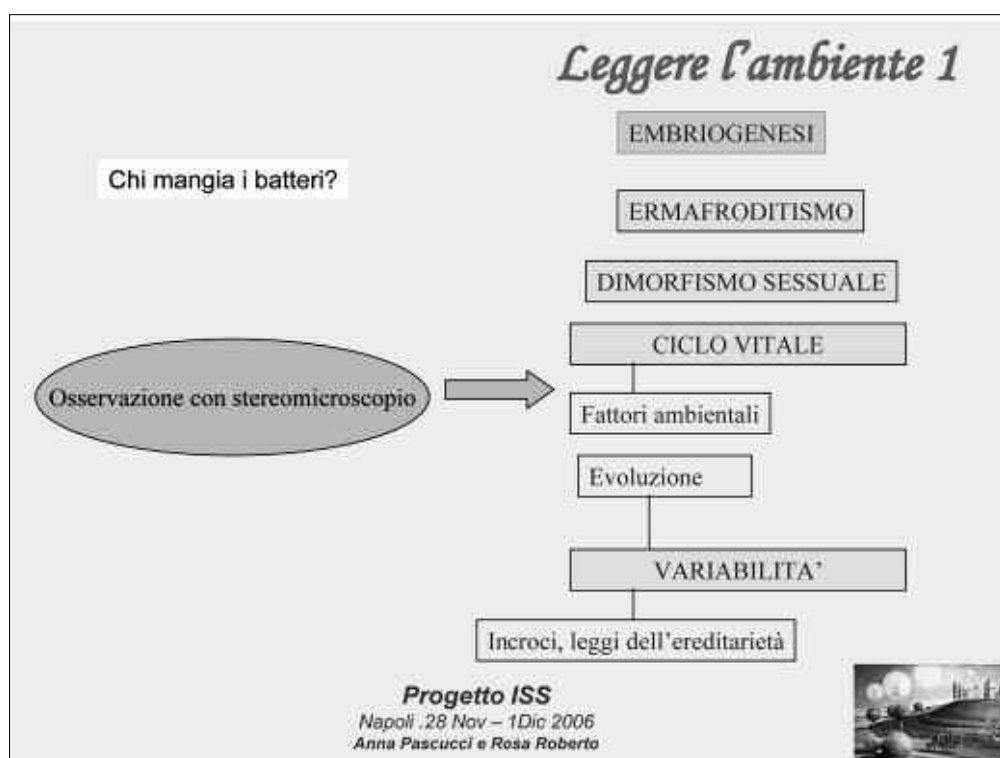 Leggere l'ambiente 1
EMBRIOGENESI
Chi mangia i batteri?
ERMAFRODITISMO
DIMORFISMO SESSUALE
CICLO VITALE
Osservazione con stereomicroscopio
Fattori ambientali
Evoluzione
VARIABILITA'
Incroci, leggi dell'ereditarietà
Progetto ISS
Napoli .28 Nov – 1Dic 2006
Anna Pascucci e Rosa Roberto